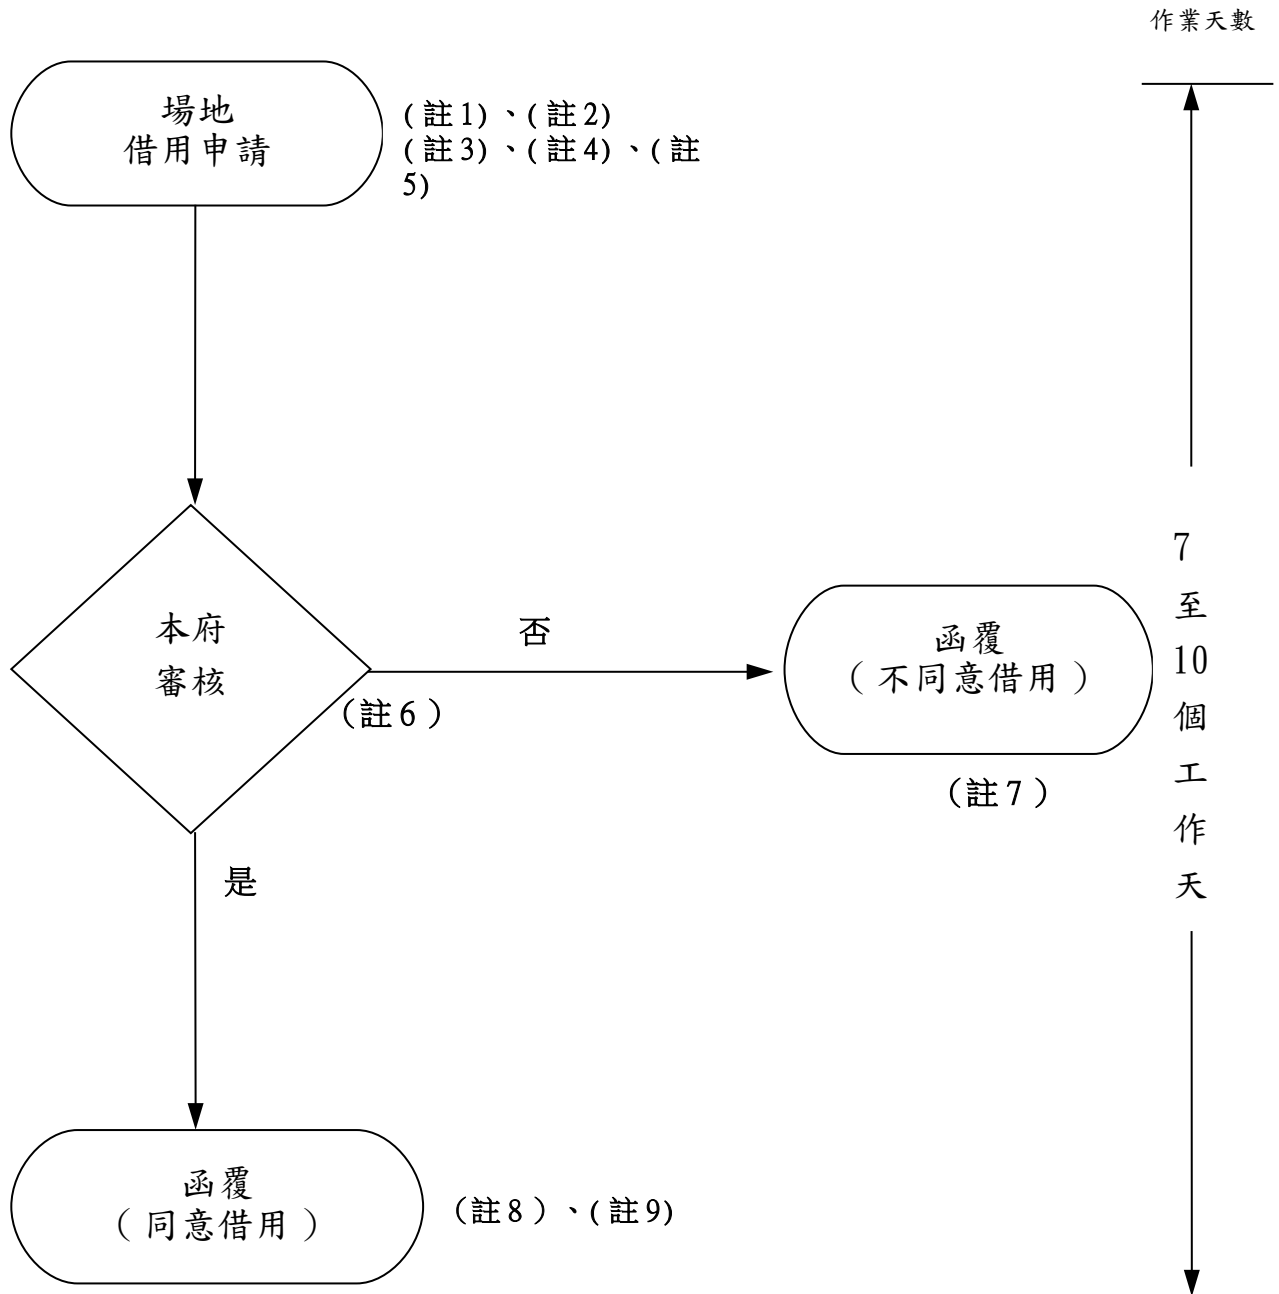 作業天數
場地
借用申請
(註1)、(註2)
(註3)、(註4)、(註
5)
本府
審核
(註6)
否
函覆
(不同意借用)
(註7)
7
至
10
個
工
作
天
是
函覆
(同意借用)
(註8)、(註9)